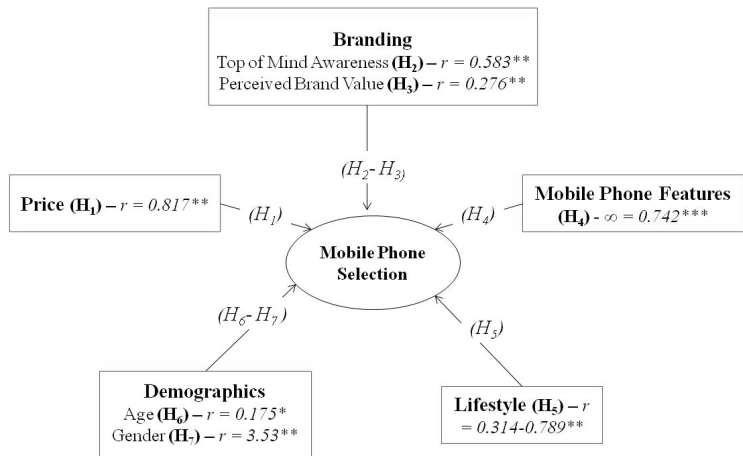 Branding
Top of Mind Awareness (H₂) – r = 0.583**
Perceived Brand Value (H₃) – r = 0.276**
(H₂- H₃)
Price (H₁) – r = 0.817**
(H₁)
(H₄)
Mobile Phone Features
(H₄) - ∞ = 0.742***
Mobile Phone
Selection
(H₆- H₇)
(H₅)
Demographics
Age (H₆) – r = 0.175*
Gender (H₇) – r = 3.53**
Lifestyle (H₅) – r
= 0.314-0.789**